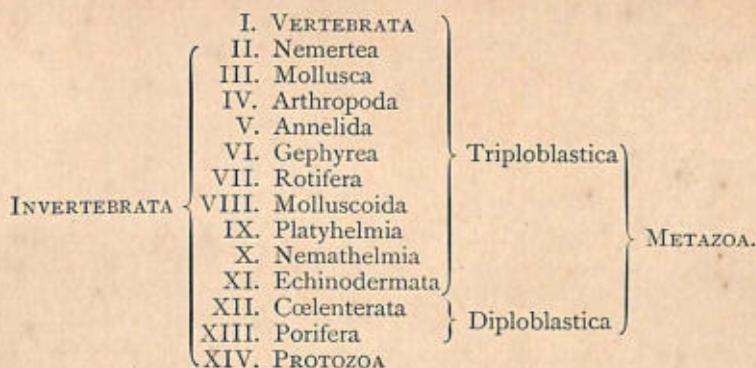 I. VERTEBRATA
II. Nemertea
III. Mollusca
IV. Arthropoda
V. Annelida
VI. Gephyrea
Triploblastica
VII. Rotifera
INVERTEBRATA
VIII. Molluscoida
IX. Platyhelmia
METAZOA.
X. Nemathelmia
XI. Echinodermata
XII. Cœlenterata
Diploblastica
XIII. Porifera
XIV. PROTOZOA